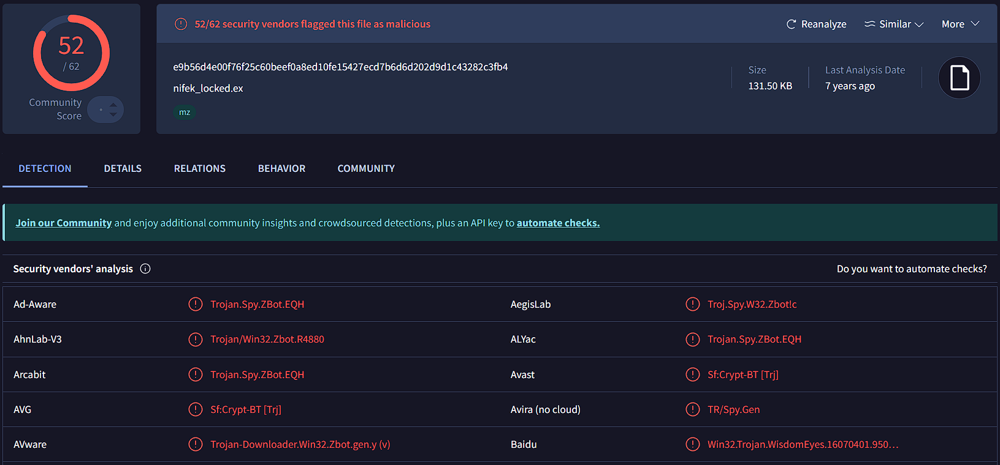 52
/ 62
Community
Score
52/62 security vendors flagged this file as malicious
Reanalyze
Similar
More
e9b56d4e00f76f25c60beef0a8ed10fe15427ecd7b6d6d202d9d1c43282c3fb4
nifek_locked.ex
mz
Size
131.50 KB
Last Analysis Date
7 years ago
DETECTION DETAILS RELATIONS BEHAVIOR COMMUNITY
Join our Community and enjoy additional community insights and crowdsourced detections, plus an API key to automate checks.
Security vendors' analysis
Do you want to automate checks?
Ad-Aware Trojan.Spy.ZBot.EQH AegisLab Troj.Spy.W32.Zbot!c
AhnLab-V3 Trojan/Win32.Zbot.R4880 ALYac Trojan.Spy.ZBot.EQH
Arcabit Trojan.Spy.ZBot.EQH Avast Sf:Crypt-BT [Trj]
AVG Sf:Crypt-BT [Trj] Avira (no cloud) TR/Spy.Gen
AVware Trojan-Downloader.Win32.Zbot.gen.y (v) Baidu Win32.Trojan.WisdomEyes.16070401.950…